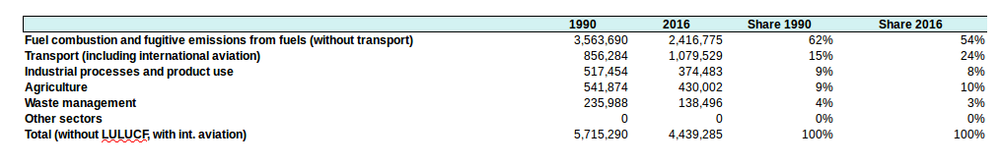 1990 2016 Share 1990 Share 2016
Fuel combustion and fugitive emissions from fuels (without transport) 3,563,690 2,416,775 62% 54%
Transport (including international aviation) 856,284 1,079,529 15% 24%
Industrial processes and product use 517,454 374,483 9% 8%
Agriculture 541,874 430,002 9% 10%
Waste management 235,988 138,496 4% 3%
Other sectors 0 0 0% 0%
Total (without LULUCF, with int. aviation) 5,715,290 4,439,285 100% 100%